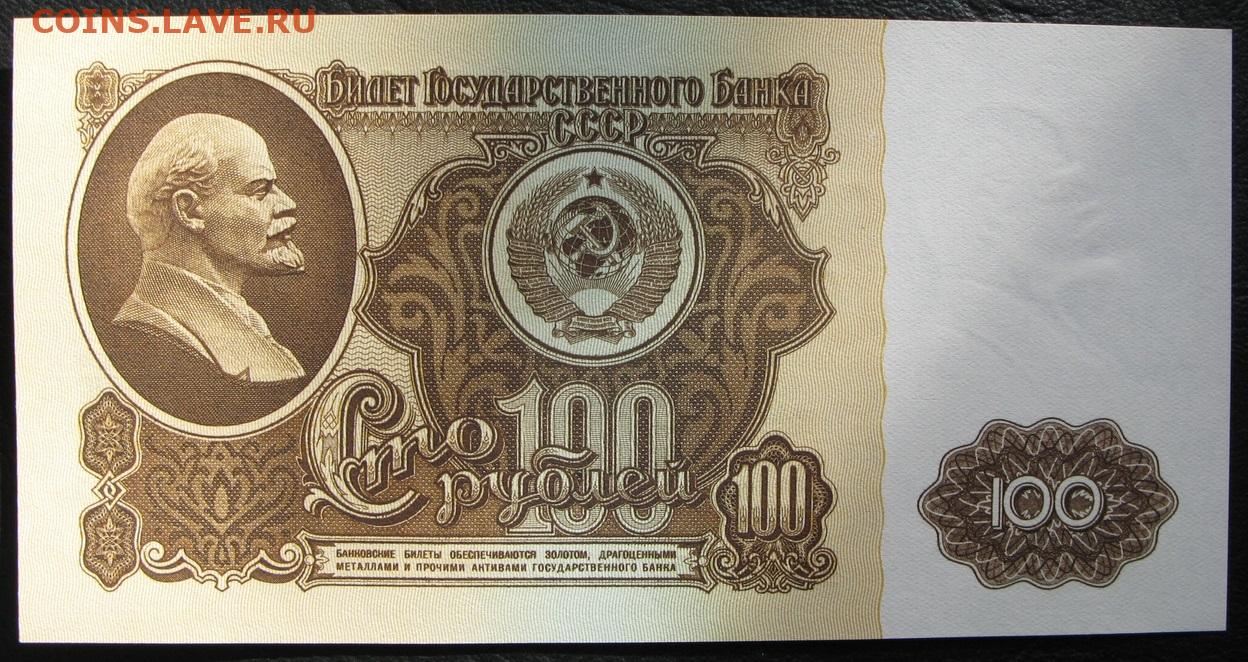 COINS.LAVE.RU
Билет Государственного Банка
СССР
100
Сто
рублей
100
100
БАНКОВСКИЕ БИЛЕТЫ ОБЕСПЕЧИВАЮТСЯ ЗОЛОТОМ, ДРАГОЦЕННЫМИ
МЕТАЛЛАМИ И ПРОЧИМИ АКТИВАМИ ГОСУДАРСТВЕННОГО БАНКА